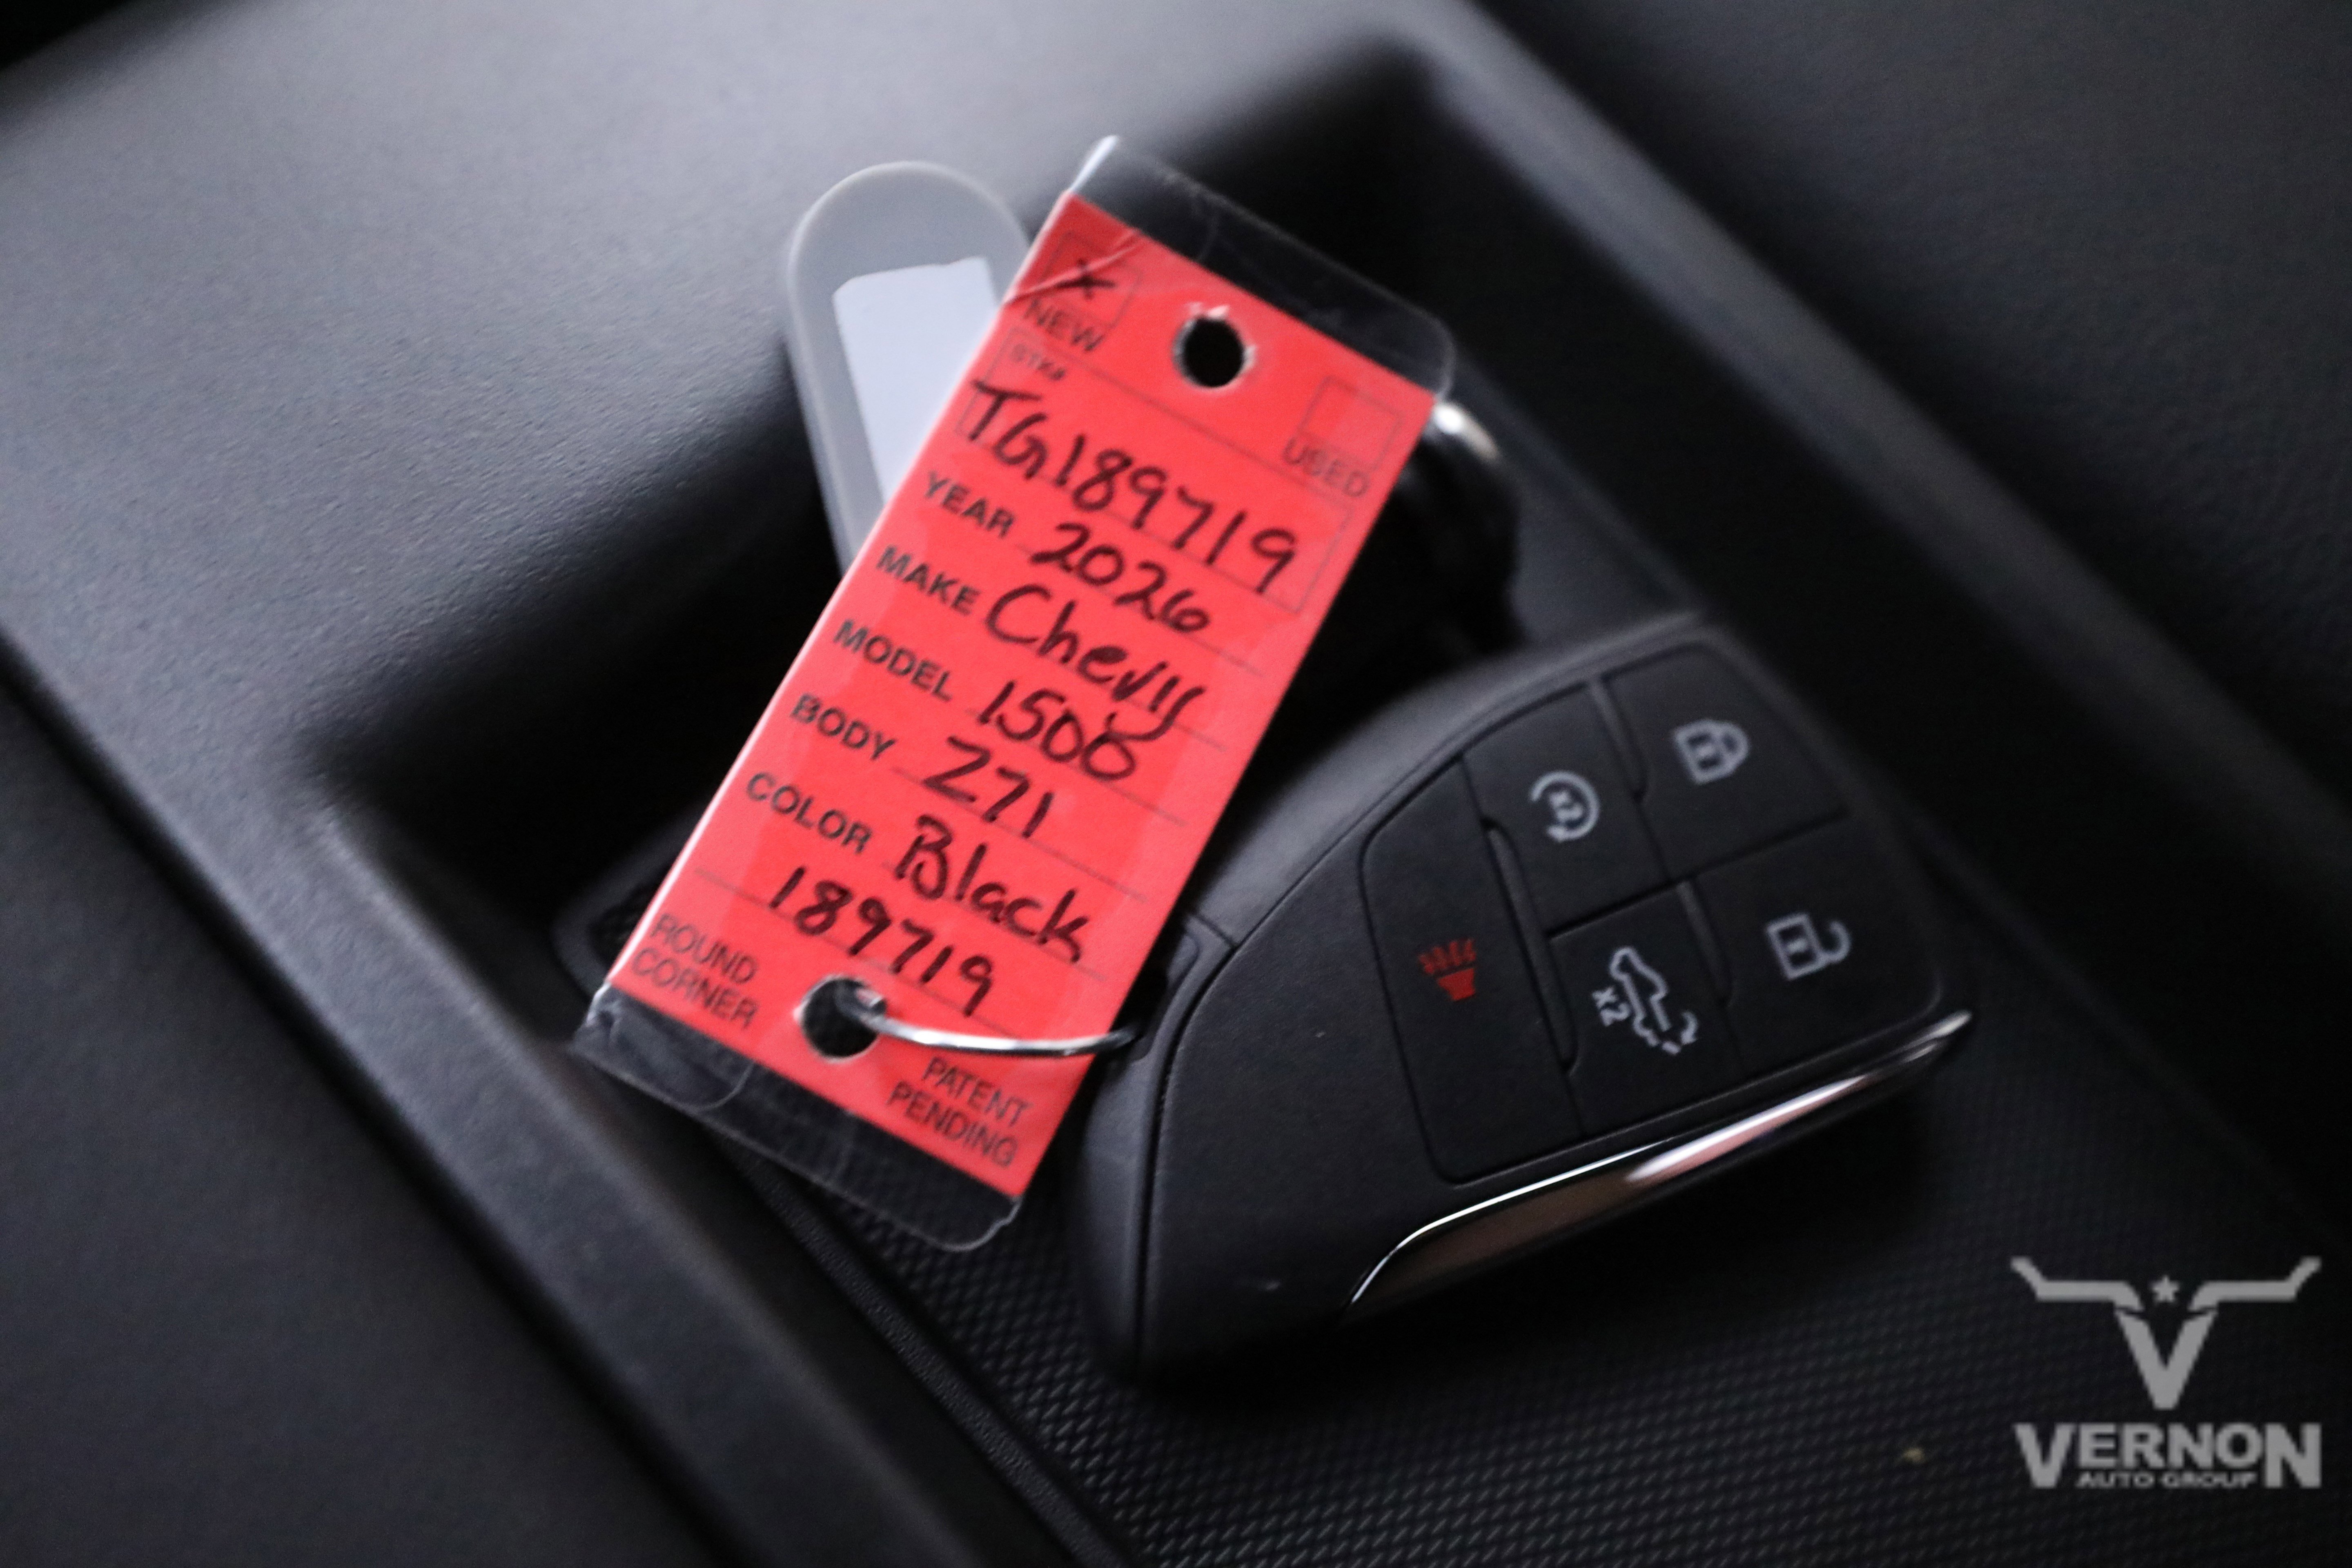 X
NEW
USED
STK#
TG189719
YEAR 2026
MAKE Chevy
MODEL 1500
BODY Z71
COLOR Black
189719
ROUND
CORNER
PATENT
PENDING
X2
X2
V
VERNON
AUTO GROUP